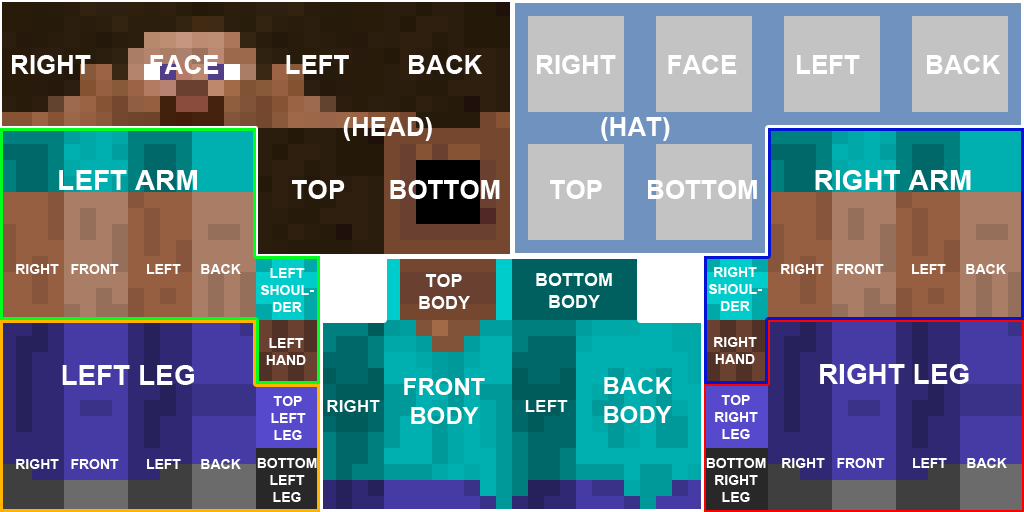 RIGHT FACE LEFT BACK
(HEAD)
TOP BOTTOM
RIGHT FACE LEFT BACK
(HAT)
TOP BOTTOM
LEFT ARM
RIGHT FRONT LEFT BACK
LEFT
SHOUL-
DER
LEFT
HAND
LEFT LEG
RIGHT FRONT LEFT BACK
TOP
LEFT
LEG
BOTTOM
LEFT
LEG
TOP
BODY
BOTTOM
BODY
RIGHT
FRONT
BODY
LEFT
BACK
BODY
RIGHT ARM
RIGHT FRONT LEFT BACK
RIGHT
SHOUL-
DER
RIGHT
HAND
RIGHT LEG
RIGHT FRONT LEFT BACK
TOP
RIGHT
LEG
BOTTOM
RIGHT
LEG